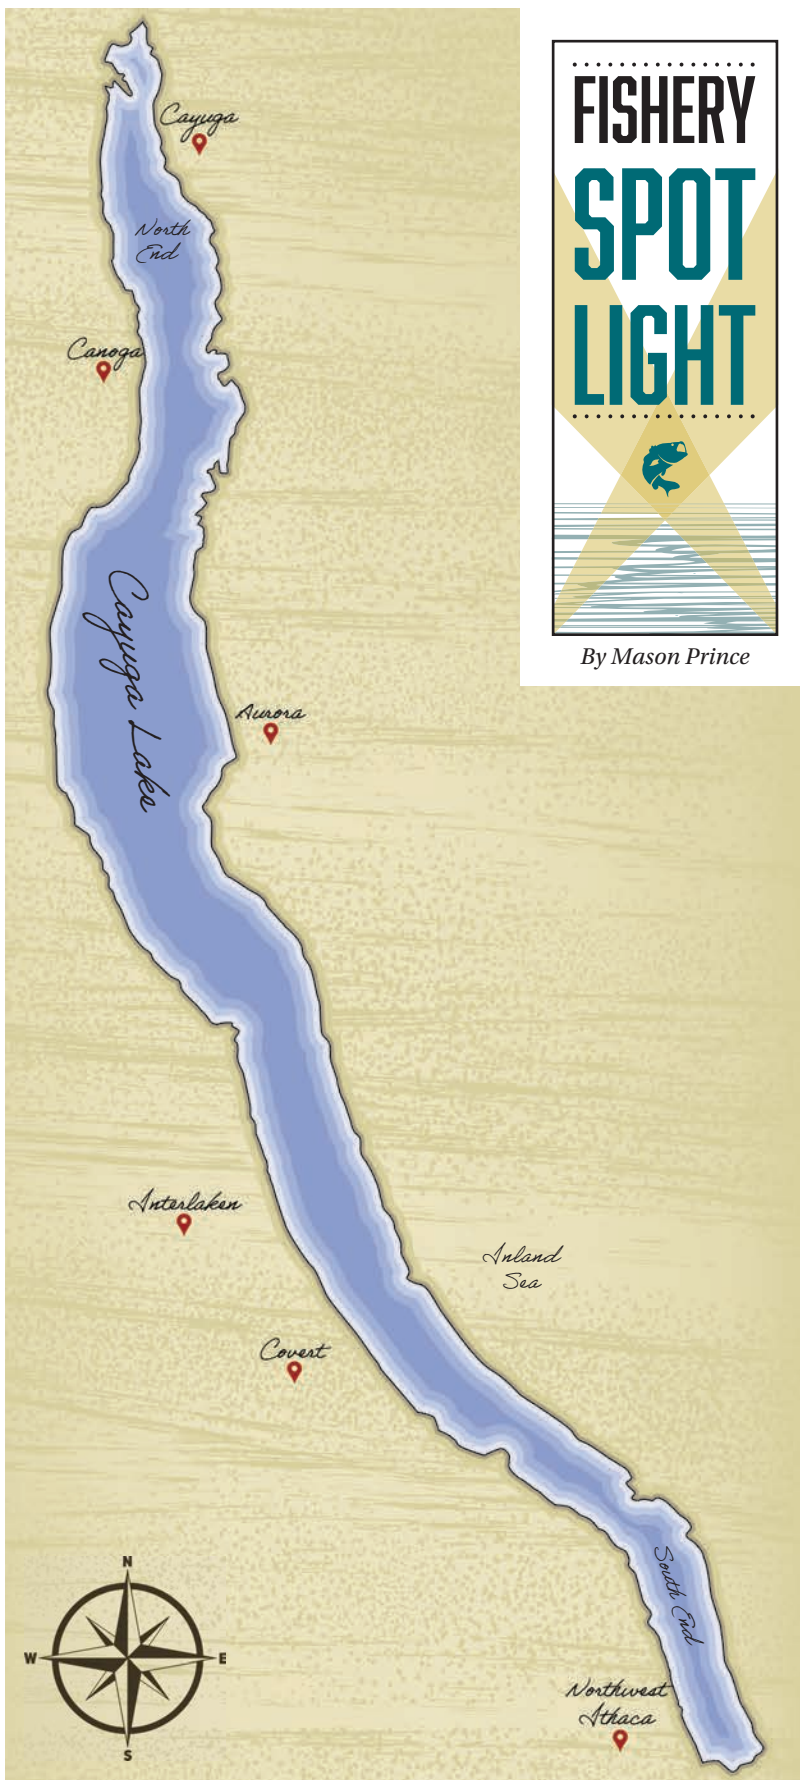 FISHERY
SPOT
LIGHT
By Mason Prince
Cayuga
North
End
Canoga
Cayuga Lake
Aurora
Interlaken
Inland
Sea
Covert
South End
Northwest
Ithaca
N
W
E
S